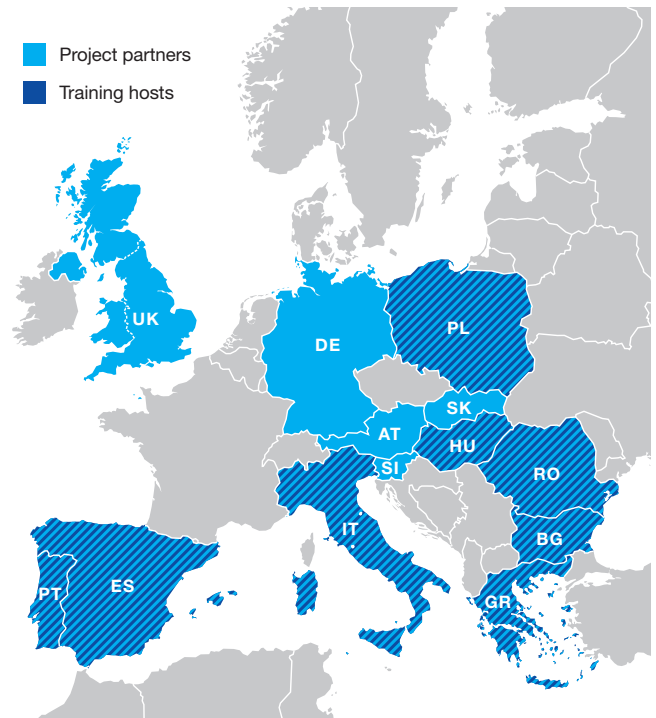 Project partners
Training hosts
UK
DE
PL
SK
AT
HU
SI
RO
IT
BG
PT
ES
GR